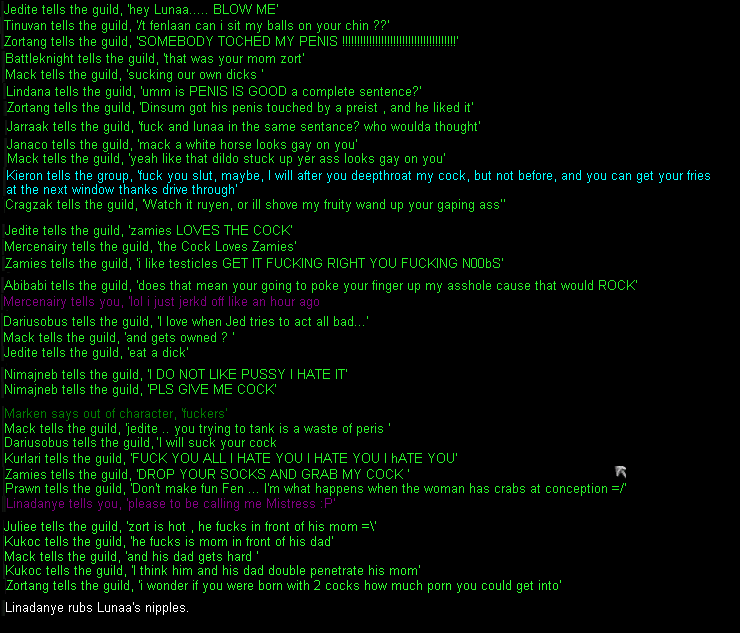 Jedite tells the guild, 'hey Lunaa..... BLOW ME'
Tinuvan tells the guild, '/t fenlaan can i sit my balls on your chin ??'
Zortang tells the guild, 'SOMEBODY TOCHED MY PENIS !!!!!!!!!!!!!!!!!!!!!!!!!!!!!!!!!!!!!!'
Battleknight tells the guild, 'that was your mom zort'
Mack tells the guild, 'sucking our own dicks '
Lindana tells the guild, 'umm is PENIS IS GOOD a complete sentence?'
Zortang tells the guild, 'Dinsum got his penis touched by a preist , and he liked it'
Jarraak tells the guild, 'fuck and lunaa in the same sentance? who woulda thought'
Janaco tells the guild, 'mack a white horse looks gay on you'
Mack tells the guild, 'yeah like that dildo stuck up yer ass looks gay on you'
Kieron tells the group, 'fuck you slut, maybe, I will after you deepthroat my cock, but not before, and you can get your fries
at the next window thanks drive through'
Cragzak tells the guild, 'Watch it ruyen, or ill shove my fruity wand up your gaping ass''
Jedite tells the guild, 'zamies LOVES THE COCK'
Mercenairy tells the guild, 'the Cock Loves Zamies'
Zamies tells the guild, 'i like testicles GET IT FUCKING RIGHT YOU FUCKING N00bS'
Abibabi tells the guild, 'does that mean your going to poke your finger up my asshole cause that would ROCK'
Mercenairy tells you, 'lol i just jerkd off like an hour ago
Dariusobus tells the guild, 'I love when Jed tries to act all bad...'
Mack tells the guild, 'and gets owned ? '
Jedite tells the guild, 'eat a dick'
Nimajneb tells the guild, 'I DO NOT LIKE PUSSY I HATE IT'
Nimajneb tells the guild, 'PLS GIVE ME COCK'
Marken says out of character, 'fuckers'
Mack tells the guild, 'jedite .. you trying to tank is a waste of peris '
Dariusobus tells the guild, 'I will suck your cock
Kurlari tells the guild, 'FUCK YOU ALL I HATE YOU I HATE YOU I hATE YOU'
Zamies tells the guild, 'DROP YOUR SOCKS AND GRAB MY COCK '
Prawn tells the guild, 'Don't make fun Fen ... I'm what happens when the woman has crabs at conception =/'
Linadanye tells you, 'please to be calling me Mistress :P'
Juliee tells the guild, 'zort is hot , he fucks in front of his mom =\'
Kukoc tells the guild, 'he fucks is mom in front of his dad'
Mack tells the guild, 'and his dad gets hard '
Kukoc tells the guild, 'I think him and his dad double penetrate his mom'
Zortang tells the guild, 'i wonder if you were born with 2 cocks how much porn you could get into'
Linadanye rubs Lunaa's nipples.